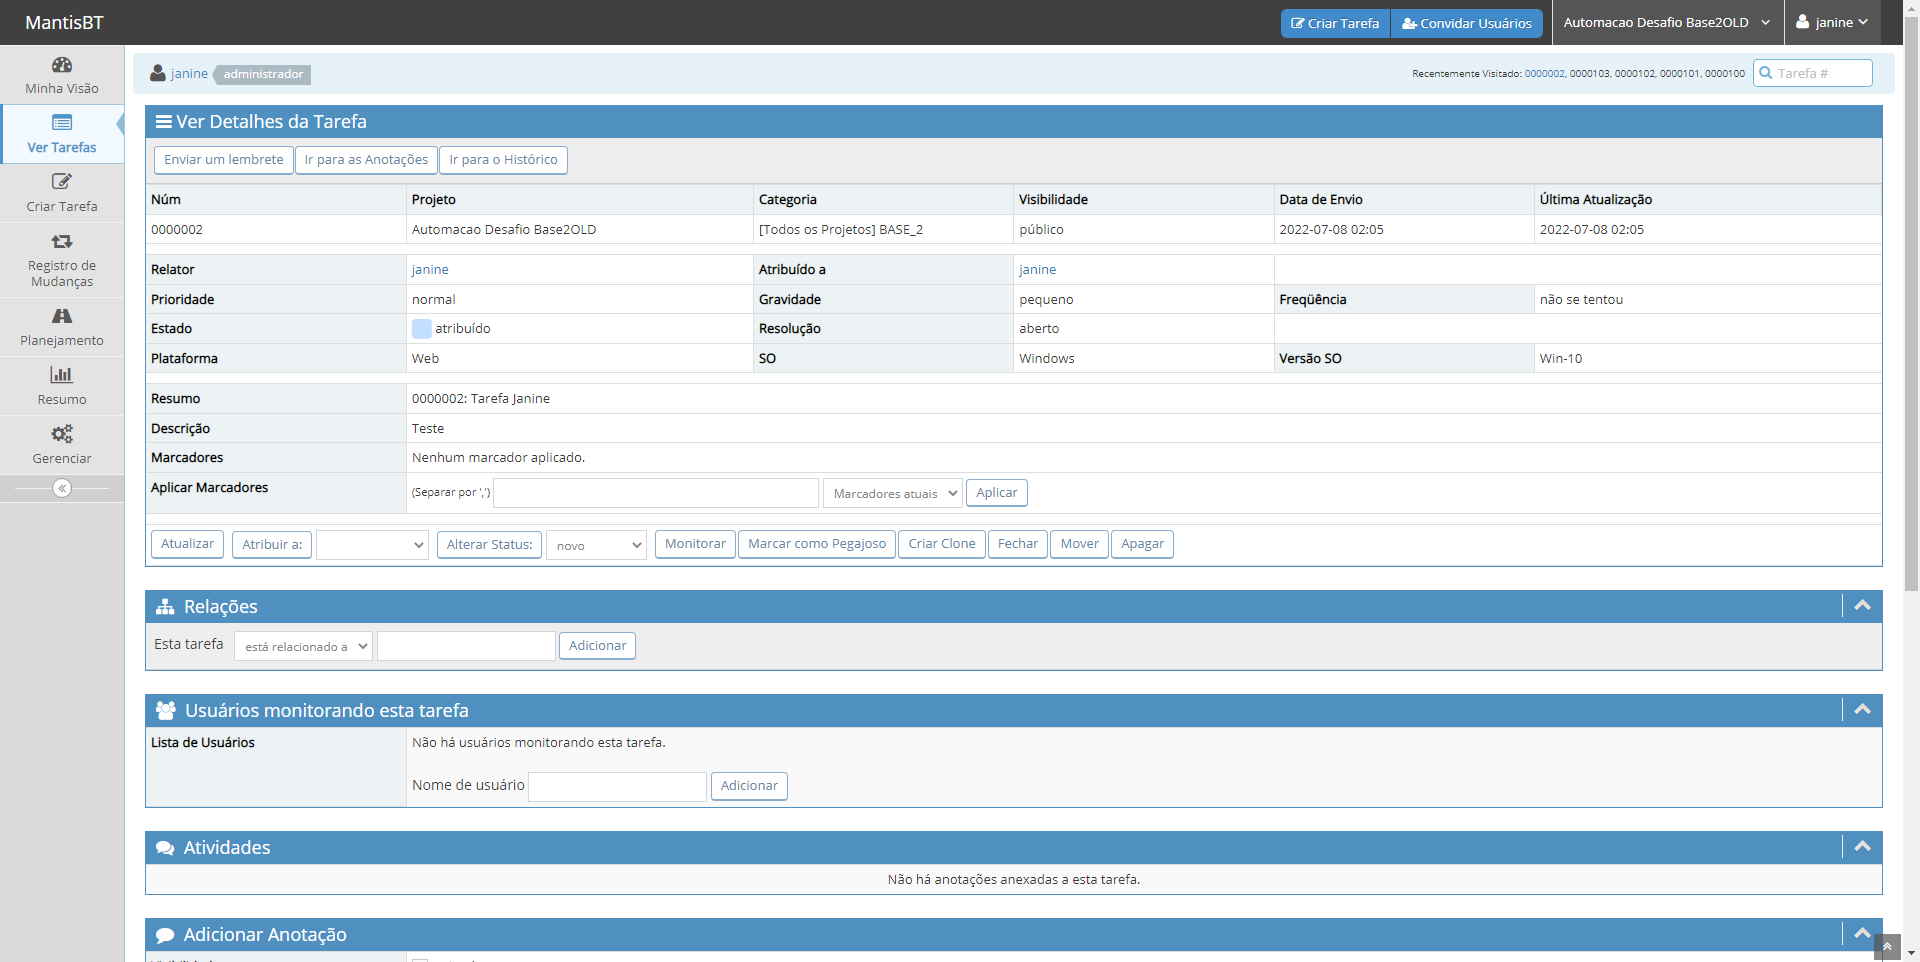 MantisBT
Criar Tarefa
Convidar Usuários
Automacao Desafio Base2OLD
janine
Minha Visão
Ver Tarefas
Criar Tarefa
Registro de
Mudanças
Planejamento
Resumo
Gerenciar
janine
administrador
Recentemente Visitado: 0000002, 0000103, 0000102, 0000101, 0000100
Tarefa #
Ver Detalhes da Tarefa
Enviar um lembrete
Ir para as Anotações
Ir para o Histórico
Núm Projeto Categoria Visibilidade Data de Envio Última Atualização
0000002 Automacao Desafio Base2OLD [Todos os Projetos] BASE_2 público 2022-07-08 02:05 2022-07-08 02:05
Relator janine Atribuído a janine
Prioridade normal Gravidade pequeno Freqüência não se tentou
Estado atribuído Resolução aberto
Plataforma Web SO Windows Versão SO Win-10
Resumo 0000002: Tarefa Janine
Descrição Teste
Marcadores Nenhum marcador aplicado.
Aplicar Marcadores (Separar por ',') Marcadores atuais Aplicar
Atualizar Atribuir a: Alterar Status: novo Monitorar Marcar como Pegajoso Criar Clone Fechar Mover Apagar
Relações
Esta tarefa está relacionado a Adicionar
Usuários monitorando esta tarefa
Lista de Usuários Não há usuários monitorando esta tarefa.
Nome de usuário Adicionar
Atividades
Não há anotações anexadas a esta tarefa.
Adicionar Anotação